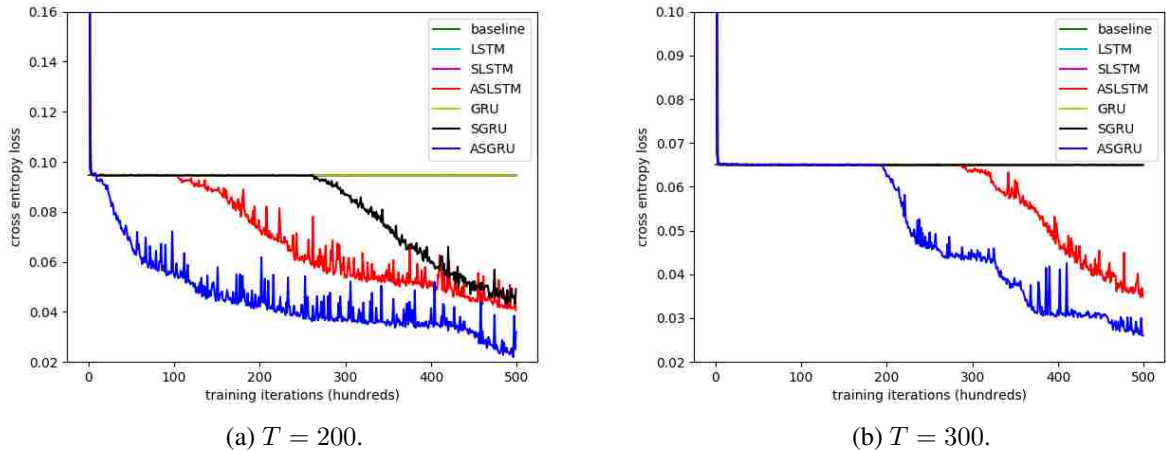 0.16
0.14
0.12
0.10
0.08
0.06
0.04
0.02
cross entropy loss
baseline
LSTM
SLSTM
ASLSTM
GRU
SGRU
ASGRU
0 100 200 300 400 500
training iterations (hundreds)
(a) T = 200.
0.10
0.09
0.08
0.07
0.06
0.05
0.04
0.03
0.02
cross entropy loss
baseline
LSTM
SLSTM
ASLSTM
GRU
SGRU
ASGRU
0 100 200 300 400 500
training iterations (hundreds)
(b) T = 300.